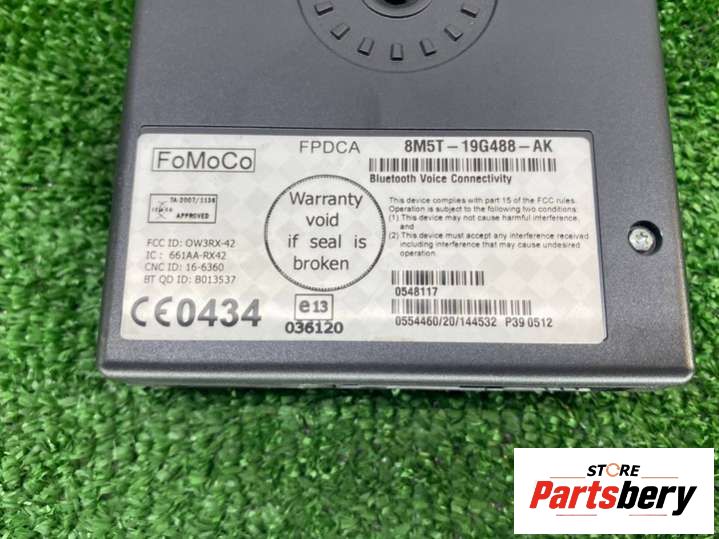 FoMoCo
FPDCA
8M5T-19G488-AK
Bluetooth Voice Connectivity
TA-2007/1138
APPROVED
Warranty
void
if seal is
broken
This device complies with part 15 of the FCC rules.
Operation is subject to the following two conditions:
(1) This device may not cause harmful interference,
and
(2) This device must accept any interference received
including interference that may cause undesired
operation.
FCC ID: OW3RX-42
IC : 661AA-RX42
CNC ID: 16-6360
BT QD ID: B013537
CE0434
e13
036120
0548117
0554460/20/144532 P39 0512
STORE
Partsbery